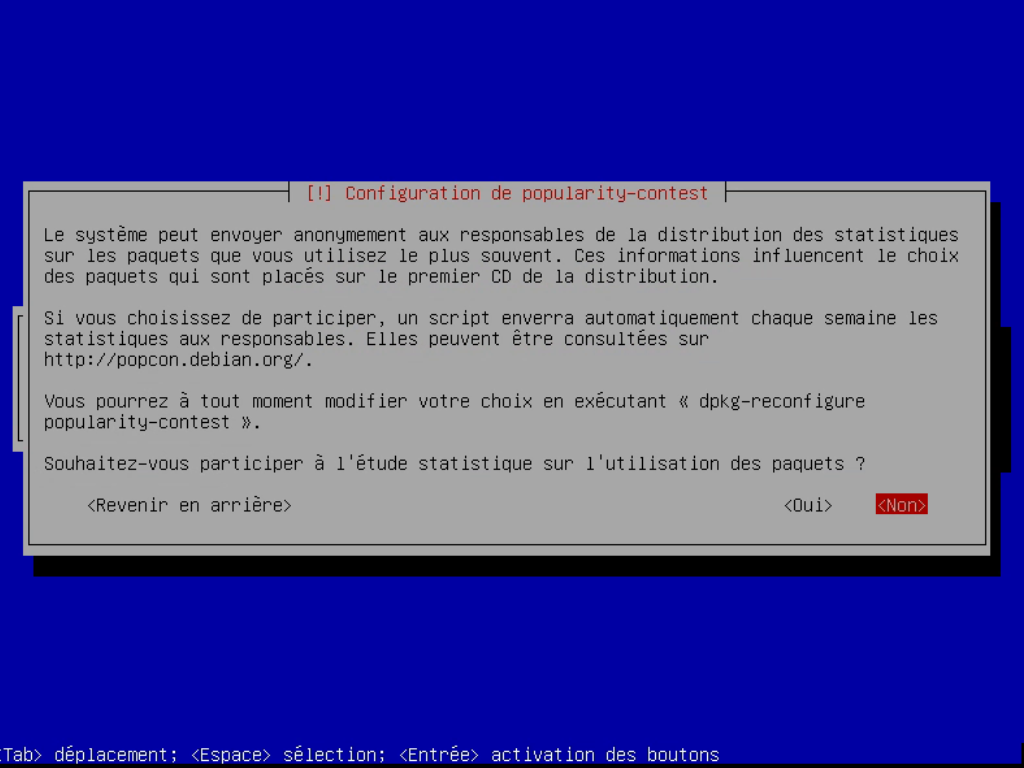 [!] Configuration de popularity-contest
Le système peut envoyer anonymement aux responsables de la distribution des statistiques
sur les paquets que vous utilisez le plus souvent. Ces informations influencent le choix
des paquets qui sont placés sur le premier CD de la distribution.
Si vous choisissez de participer, un script enverra automatiquement chaque semaine les
statistiques aux responsables. Elles peuvent être consultées sur
http://popcon.debian.org/.
Vous pourrez à tout moment modifier votre choix en exécutant « dpkg-reconfigure
popularity-contest ».
Souhaitez-vous participer à l'étude statistique sur l'utilisation des paquets ?
<Revenir en arrière> <Oui> <Non>
<Tab> déplacement; <Espace> sélection; <Entrée> activation des boutons